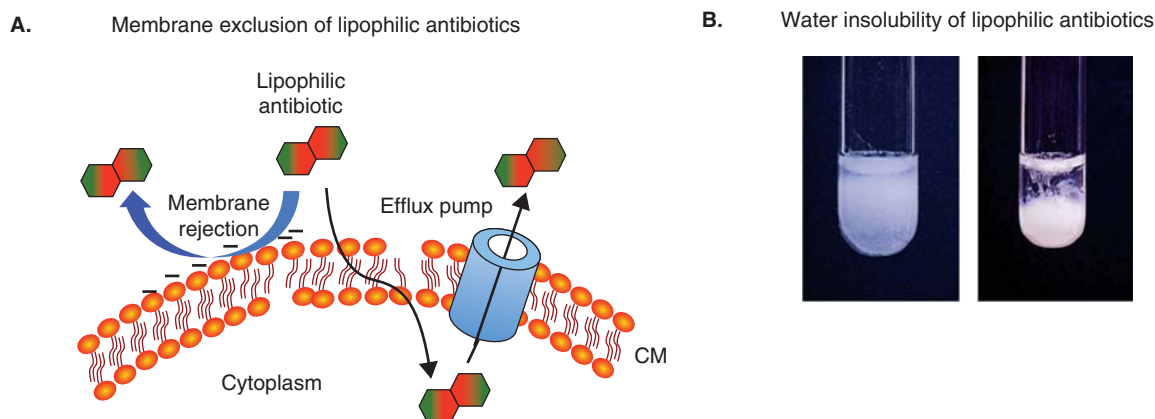 A. Membrane exclusion of lipophilic antibiotics
Lipophilic
antibiotic
Membrane
rejection
Efflux pump
CM
Cytoplasm
B. Water insolubility of lipophilic antibiotics